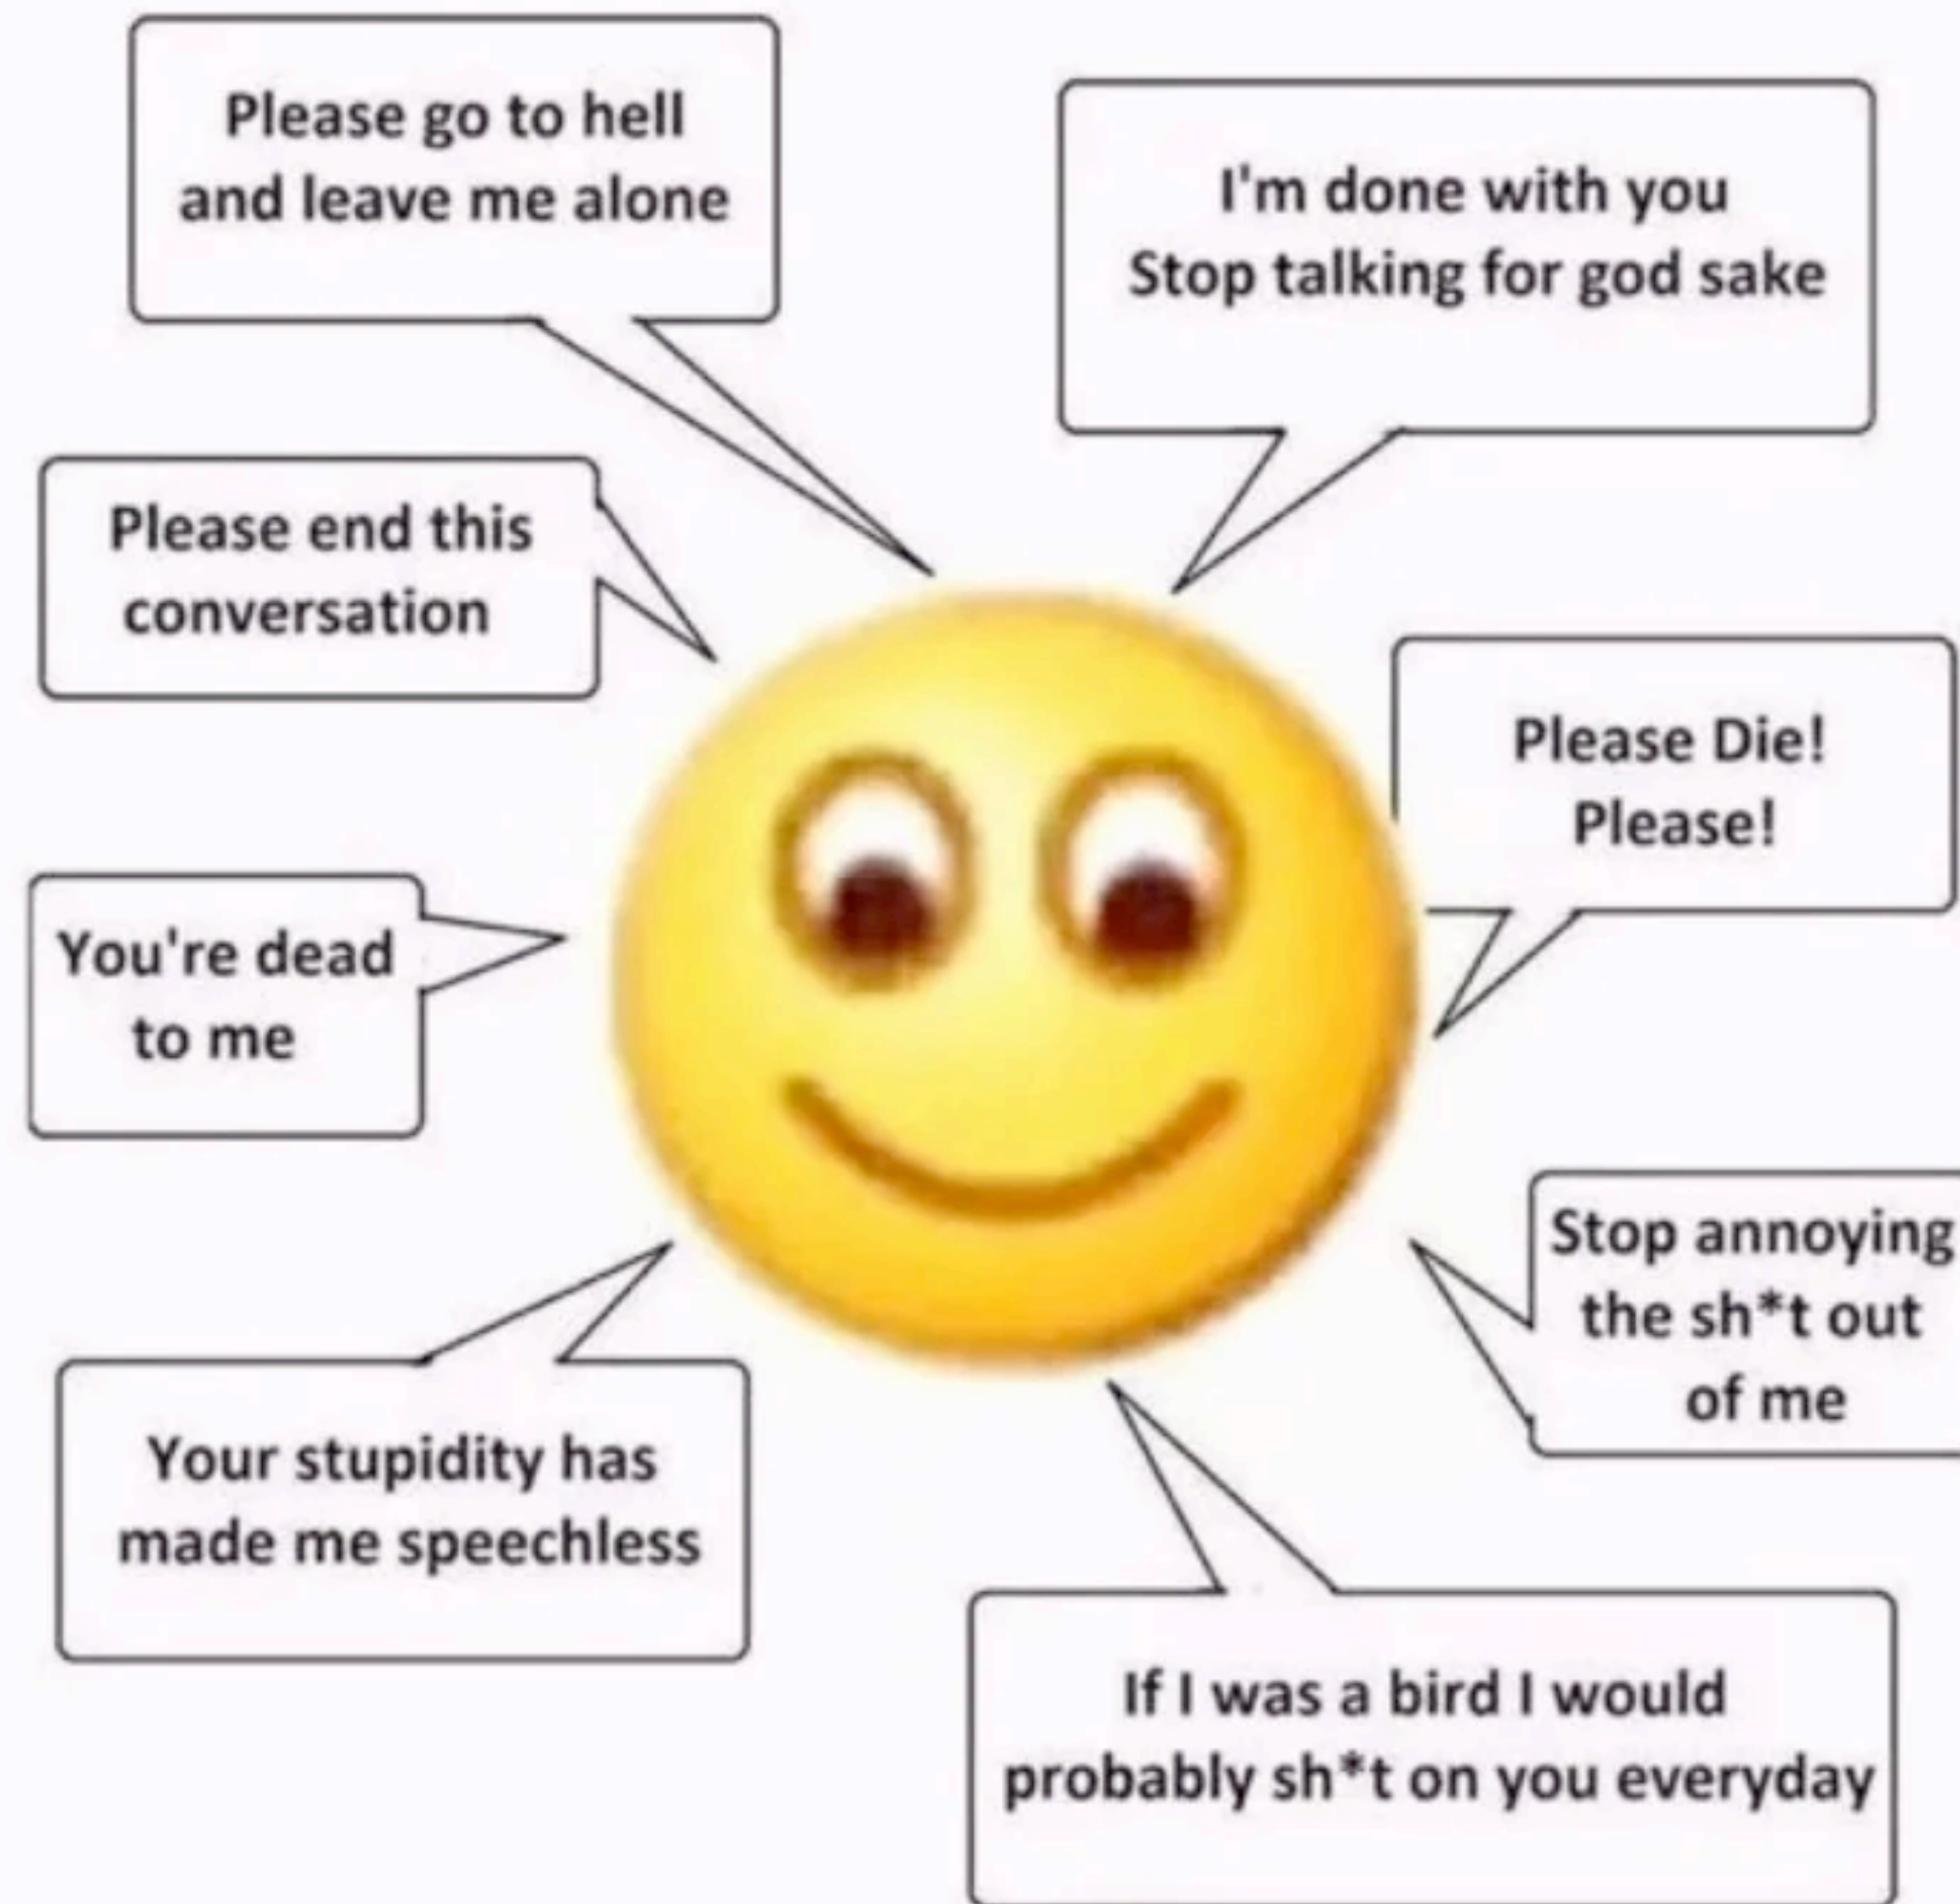 Please go to hell
and leave me alone
I'm done with you
Stop talking for god sake
Please end this
conversation
Please Die!
Please!
You're dead
to me
Stop annoying
the sh*t out
of me
Your stupidity has
made me speechless
If I was a bird I would
probably sh*t on you everyday